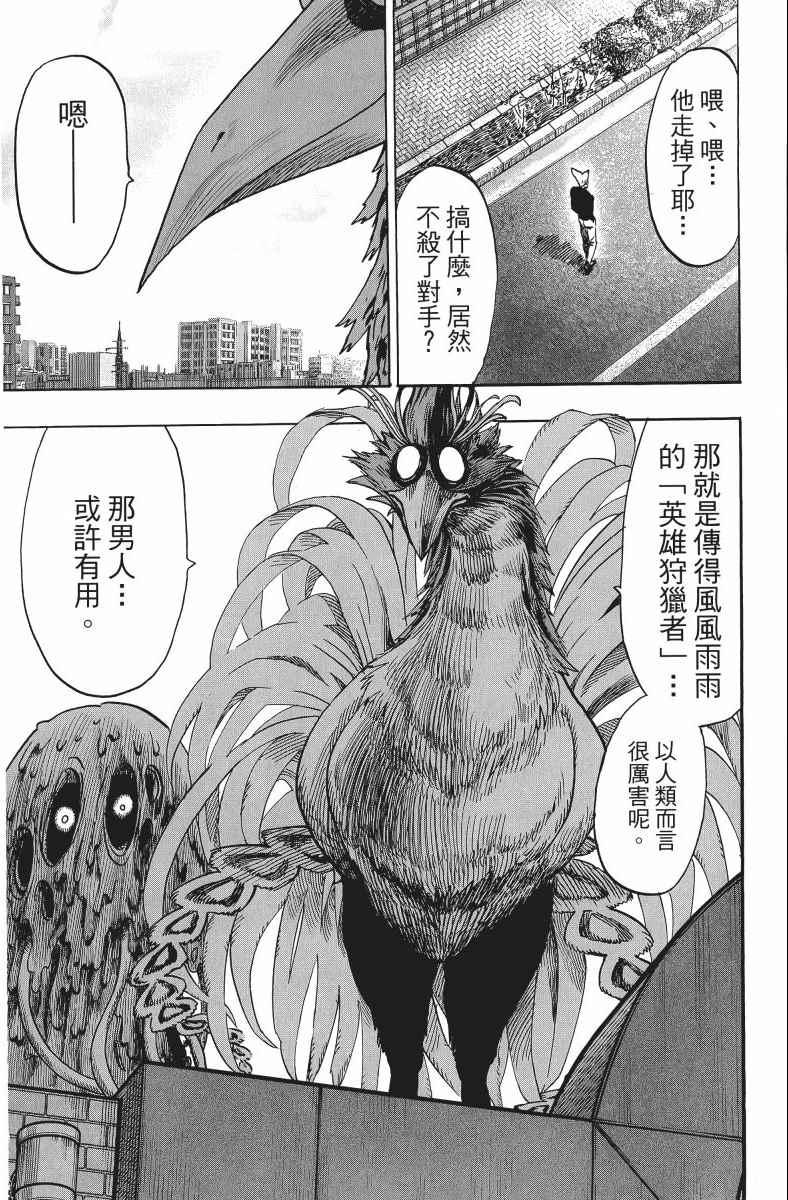 喂、喂…
他走掉了耶…
搞什麼，居然
不殺了對手？
嗯──
那就是傳得風風雨雨
的「英雄狩獵者」…
以人類而言
很厲害呢。
那男人…
或許有用。